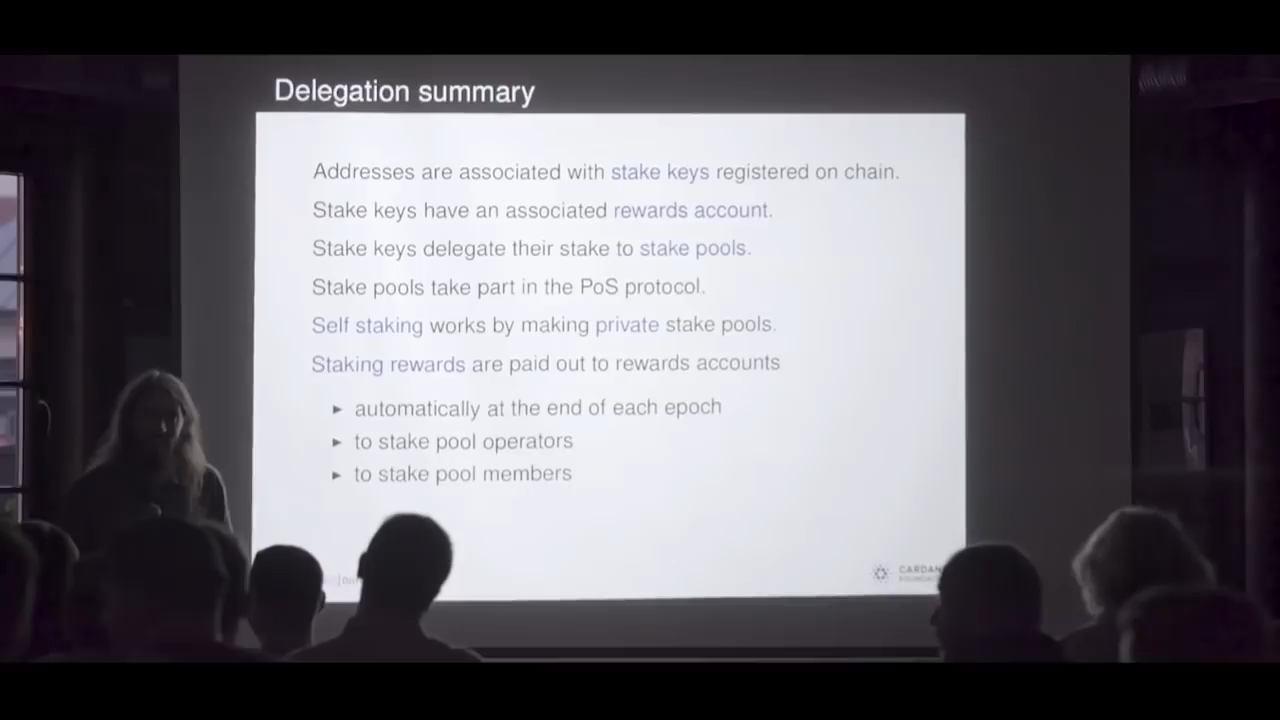 Delegation summary
Addresses are associated with stake keys registered on chain.
Stake keys have an associated rewards account.
Stake keys delegate their stake to stake pools.
Stake pools take part in the PoS protocol.
Self staking works by making private stake pools.
Staking rewards are paid out to rewards accounts
▸ automatically at the end of each epoch
▸ to stake pool operators
▸ to stake pool members